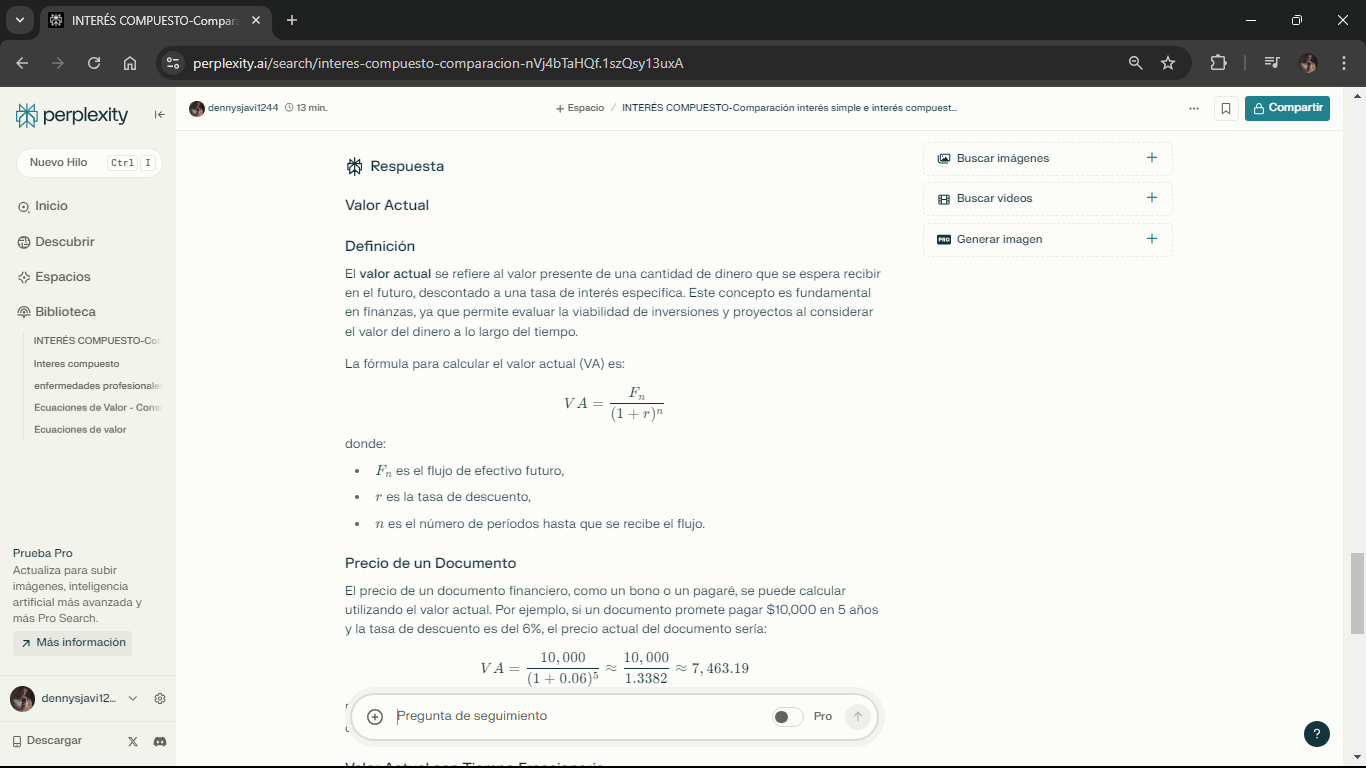 INTERÉS COMPUESTO-Compara
perplexity.ai/search/interes-compuesto-comparacion-nVj4bTaHQf.1szQsy13uxA
perplexity
Nuevo Hilo Ctrl I
Inicio
Descubrir
Espacios
Biblioteca
INTERÉS COMPUESTO-Co
Interes compuesto
enfermedades profesionale
Ecuaciones de Valor - Cons
Ecuaciones de valor
Prueba Pro
Actualiza para subir
imágenes, inteligencia
artificial más avanzada y
más Pro Search.
Más información
dennysjavi12...
Descargar
dennysjavi1244 13 min.
+ Espacio / INTERÉS COMPUESTO-Comparación interés simple e interés compuest...
Compartir
Respuesta
Valor Actual
Definición
El valor actual se refiere al valor presente de una cantidad de dinero que se espera recibir
en el futuro, descontado a una tasa de interés específica. Este concepto es fundamental
en finanzas, ya que permite evaluar la viabilidad de inversiones y proyectos al considerar
el valor del dinero a lo largo del tiempo.
La fórmula para calcular el valor actual (VA) es:
VA = Fn / (1 + r)^n
donde:
• Fn es el flujo de efectivo futuro,
• r es la tasa de descuento,
• n es el número de períodos hasta que se recibe el flujo.
Precio de un Documento
El precio de un documento financiero, como un bono o un pagaré, se puede calcular
utilizando el valor actual. Por ejemplo, si un documento promete pagar $10,000 en 5 años
y la tasa de descuento es del 6%, el precio actual del documento sería:
VA = 10,000 / (1 + 0.06)^5 ≈ 10,000 / 1.3382 ≈ 7,463.19
Pregunta de seguimiento Pro
Valor Actual con Tiempo Fraccionario
Buscar imágenes +
Buscar videos +
PRO Generar imagen +
?